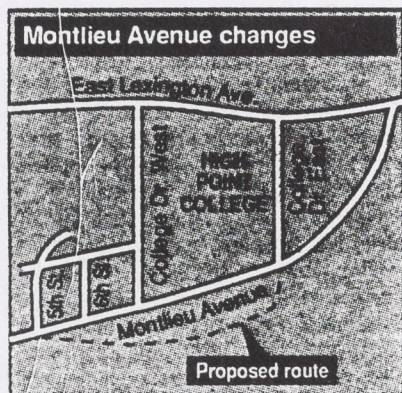 Montlieu Avenue changes
East Lexington Ave.
College Dr. West
HIGH
POINT
COLLEGE
College
Dr. East
5th St.
6th St.
Montlieu Avenue
Proposed route